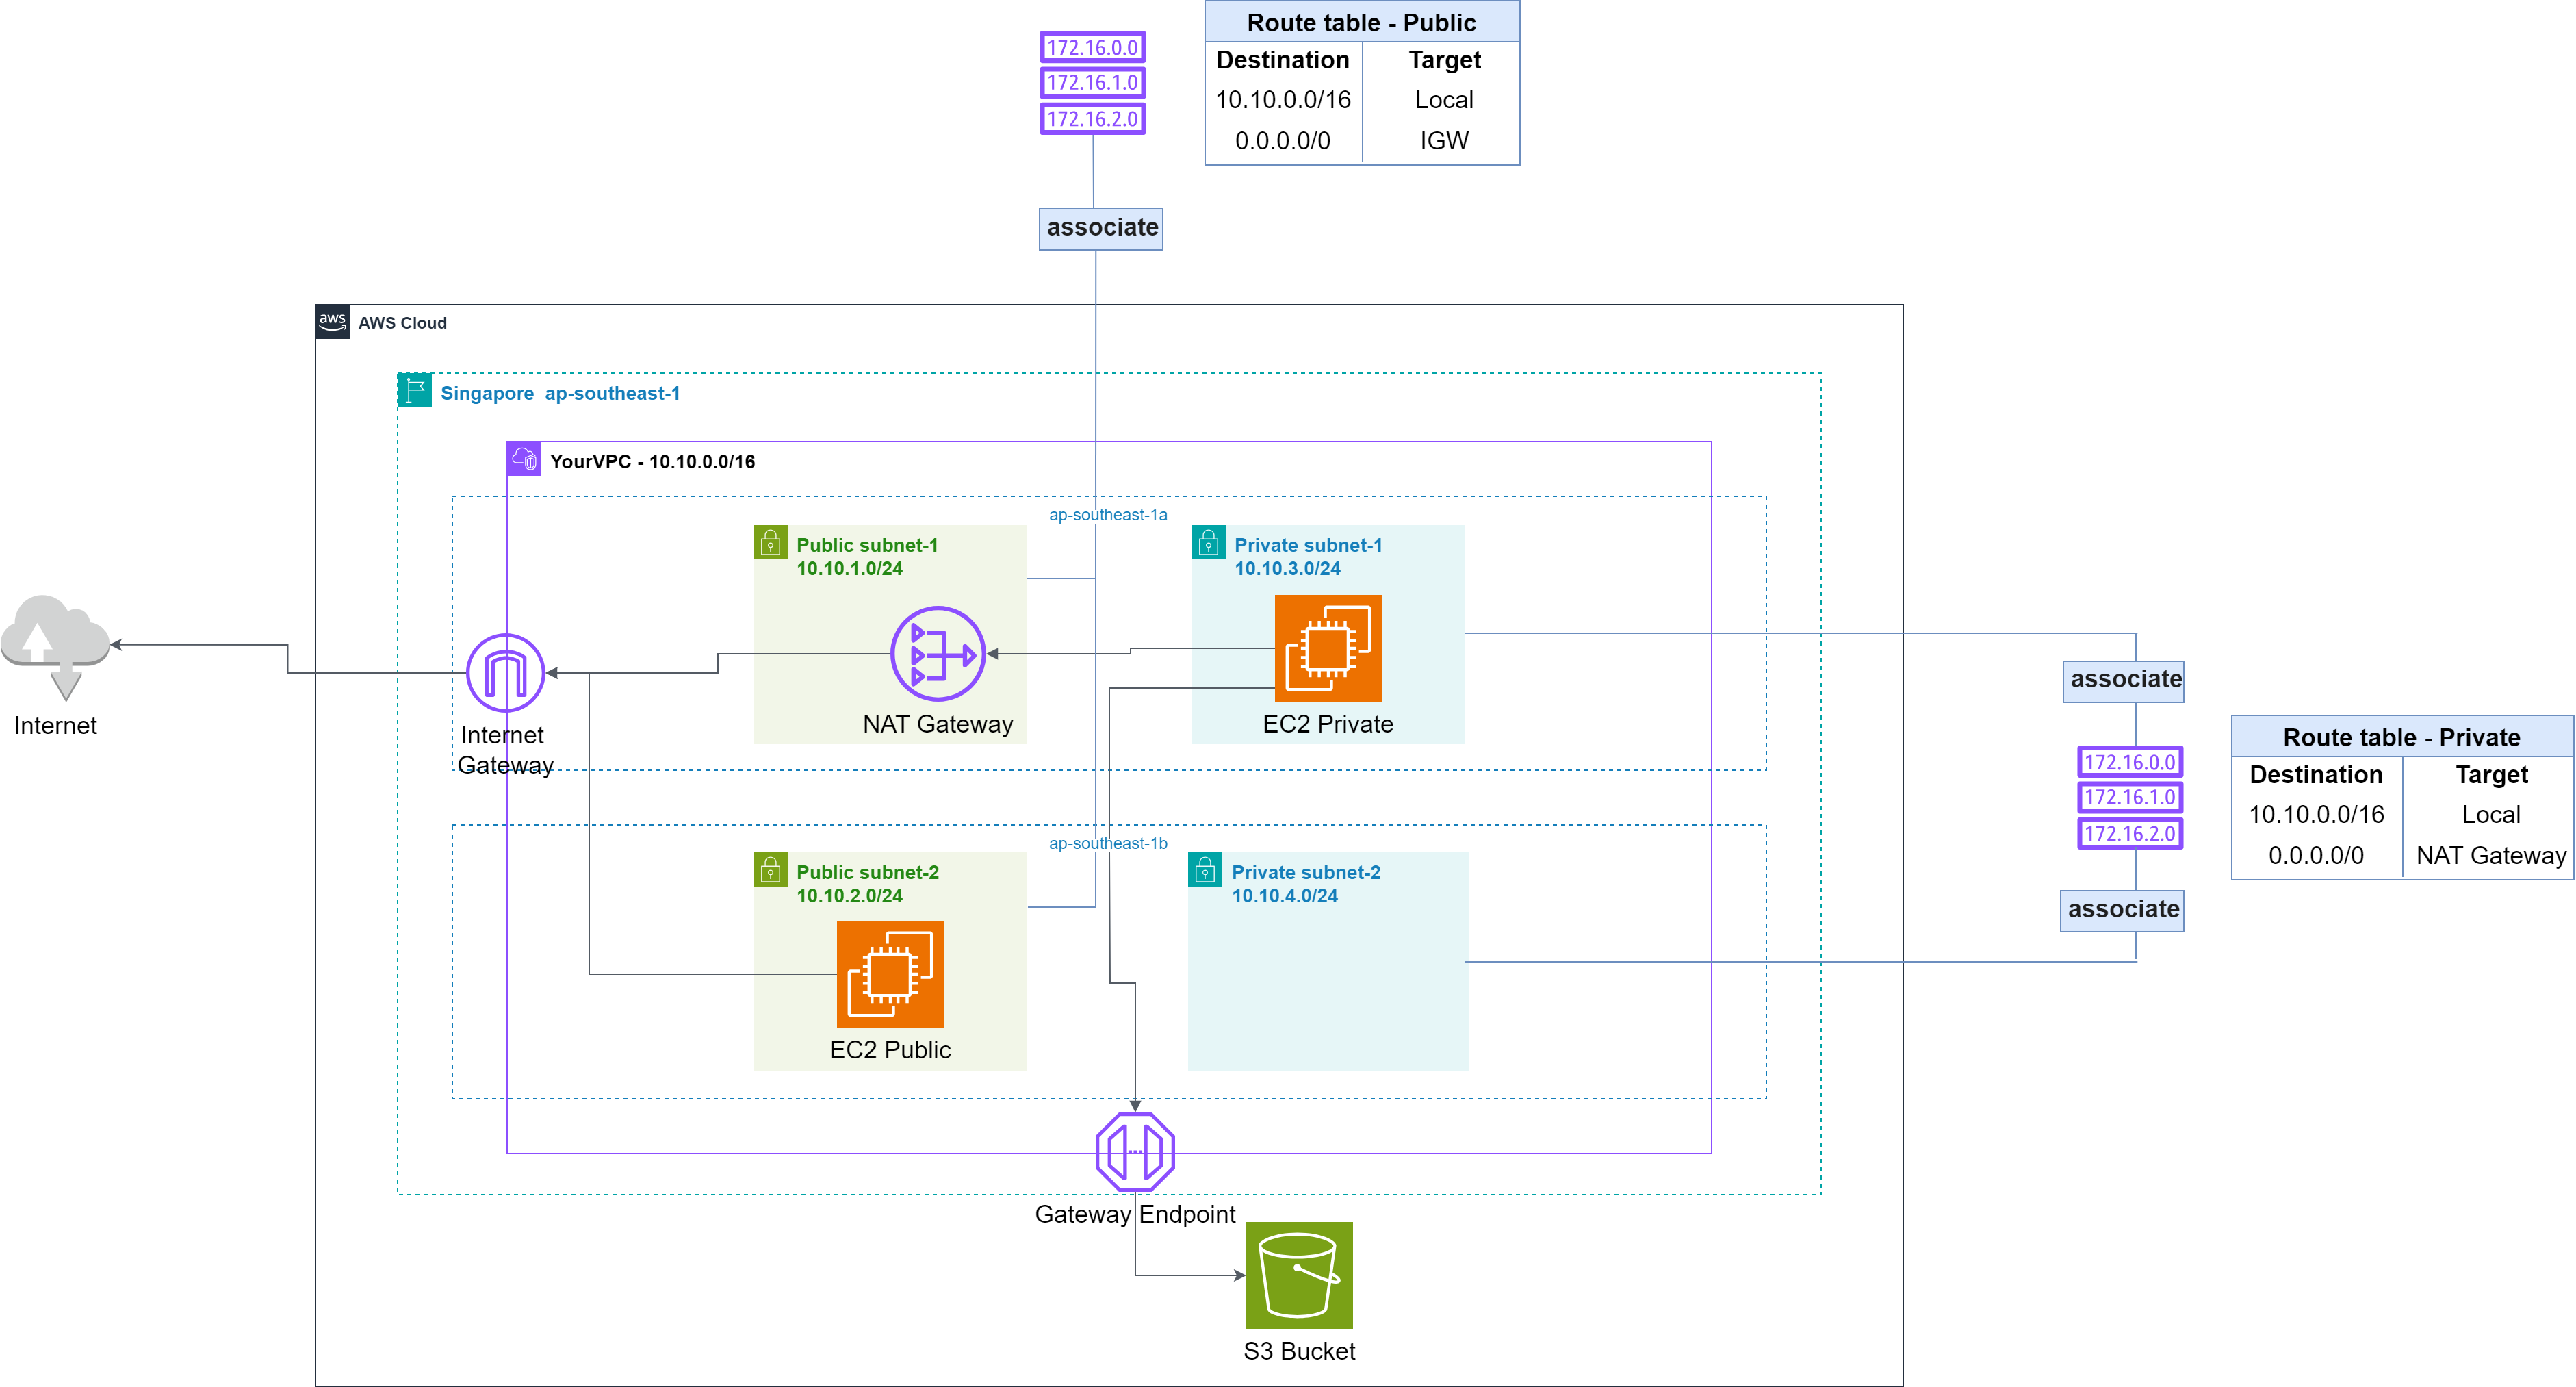 Route table - Public
Destination Target
10.10.0.0/16 Local
0.0.0.0/0 IGW
172.16.0.0
172.16.1.0
172.16.2.0
associate
aws AWS Cloud
Singapore ap-southeast-1
YourVPC - 10.10.0.0/16
ap-southeast-1a
Public subnet-1
10.10.1.0/24
NAT Gateway
Private subnet-1
10.10.3.0/24
EC2 Private
Internet
Internet
Gateway
ap-southeast-1b
Public subnet-2
10.10.2.0/24
EC2 Public
Private subnet-2
10.10.4.0/24
Gateway Endpoint
S3 Bucket
associate
172.16.0.0
172.16.1.0
172.16.2.0
associate
Route table - Private
Destination Target
10.10.0.0/16 Local
0.0.0.0/0 NAT Gateway